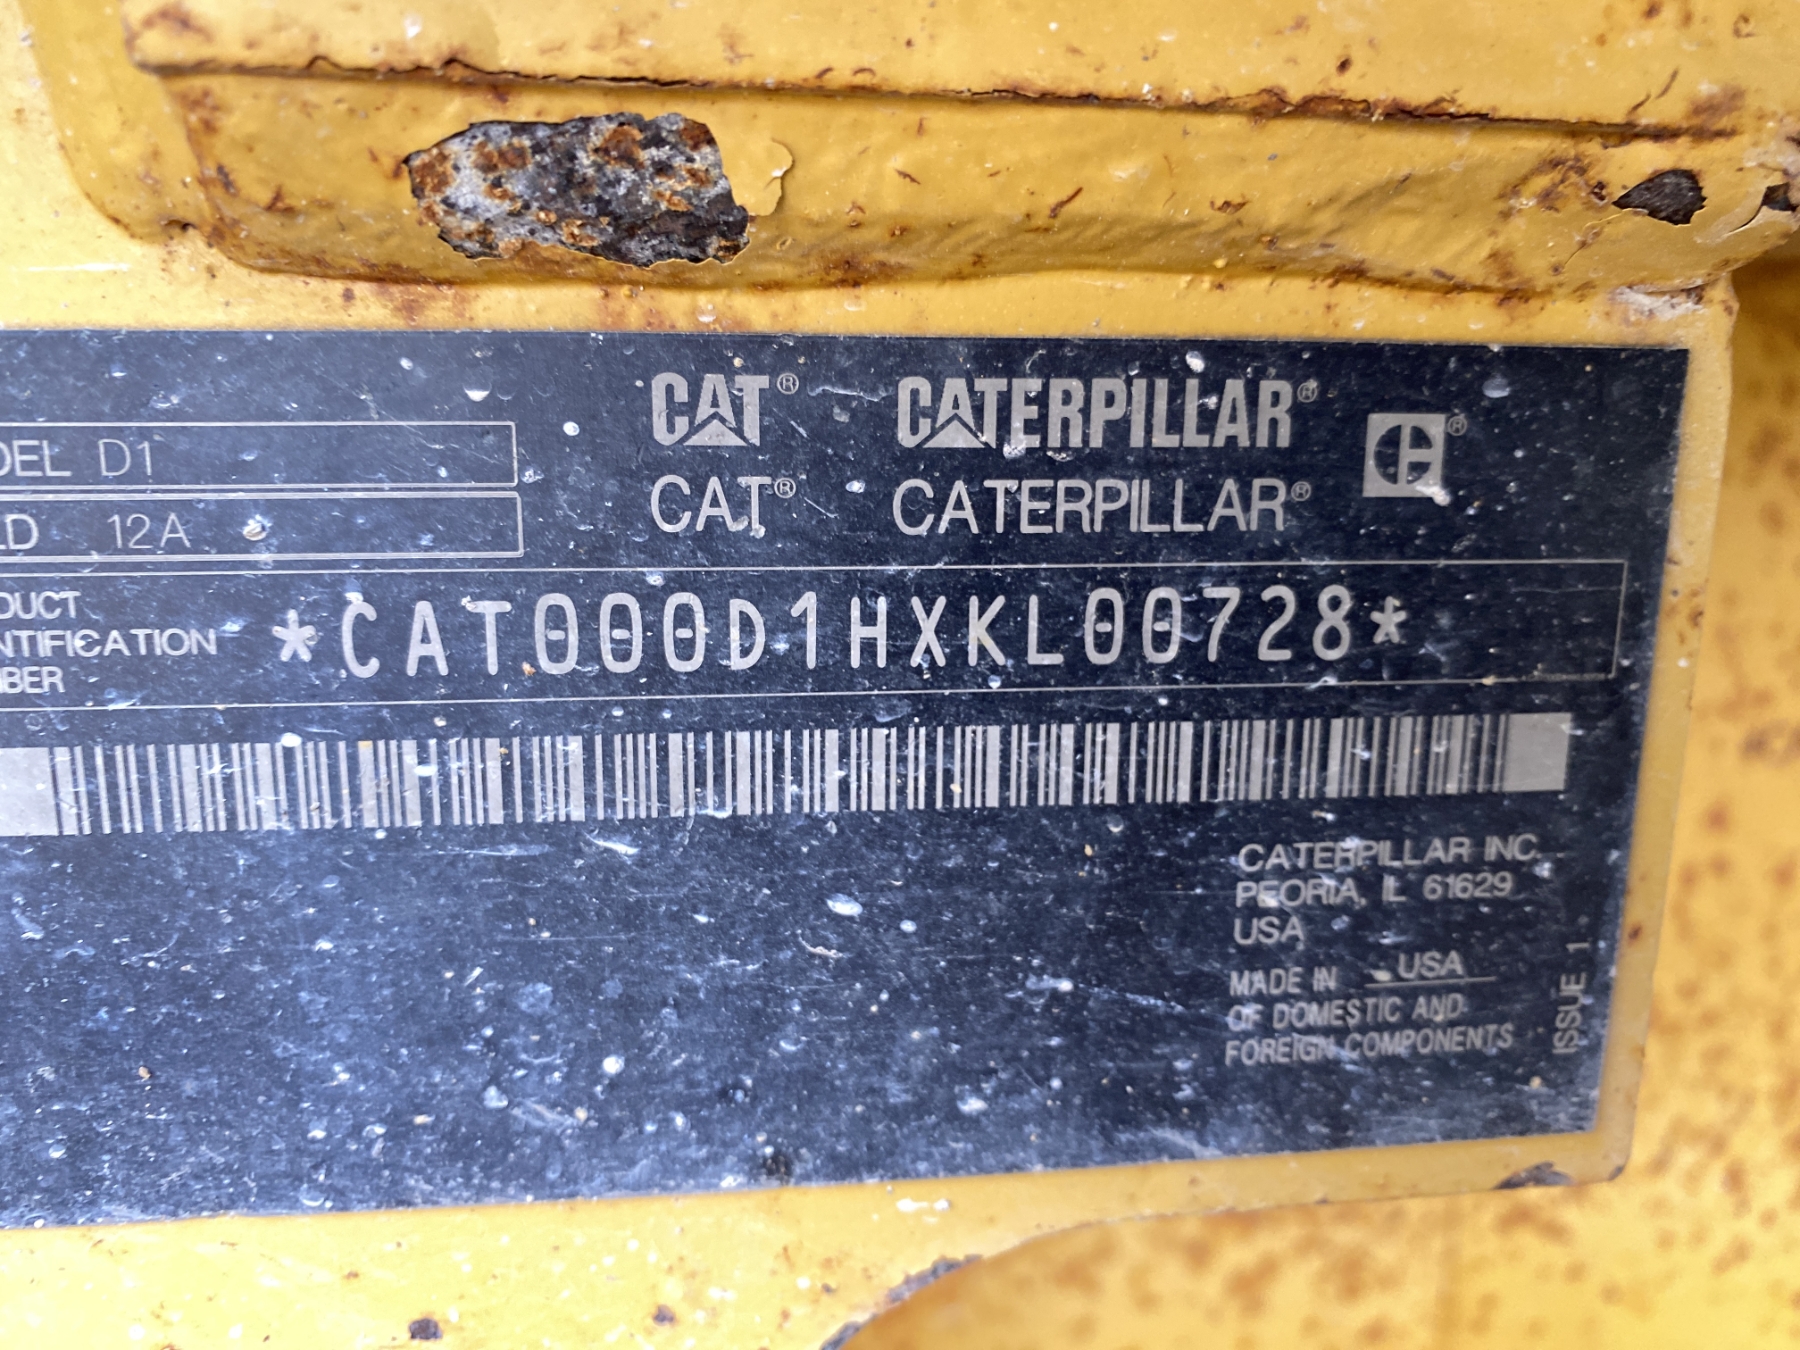 CAT® CATERPILLAR® ®
DEL D1
CAT® CATERPILLAR®
LD 12A
DUCT
NTIFICATION
BER
*CAT000D1HXKL00728*
CATERPILLAR INC.
PEORIA, IL 61629
USA
MADE IN USA
OF DOMESTIC AND
FOREIGN COMPONENTS
ISSUE 1